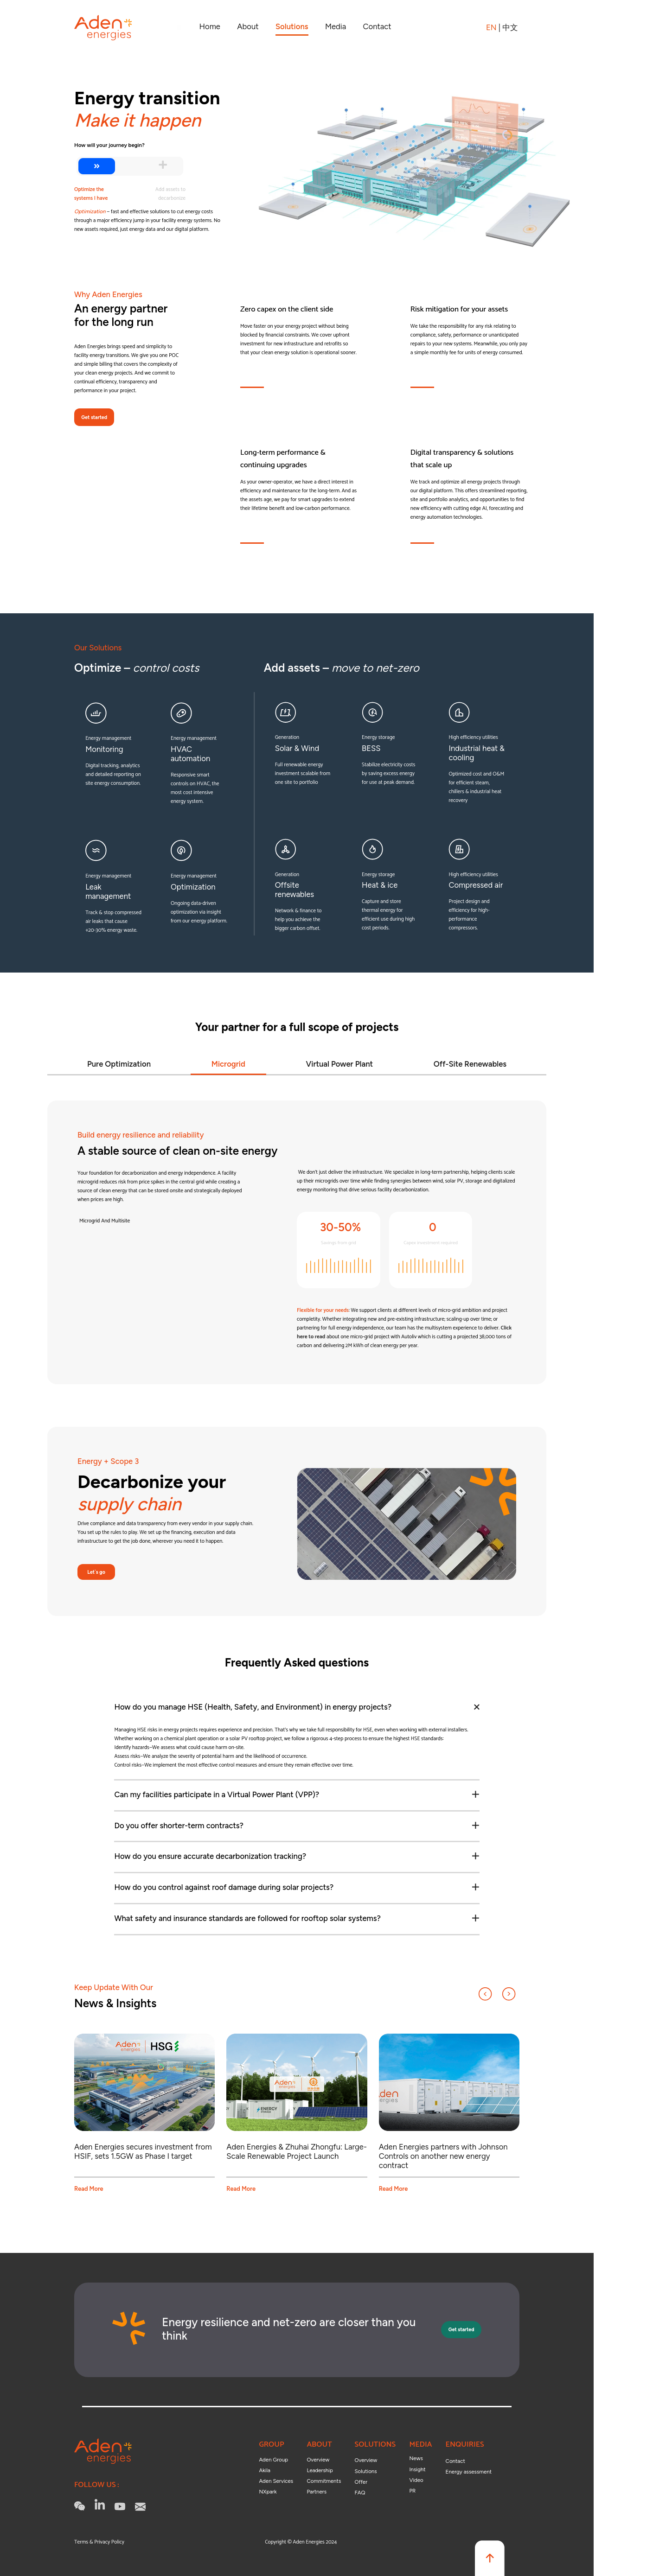 Aden
energies
Home
About
Solutions
Media
Contact
EN | 中文
Energy transition
Make it happen
How will your journey begin?
Optimize the
systems I have
Add assets to
decarbonize
Optimization – fast and effective solutions to cut energy costs
through a major efficiency jump in your facility energy systems. No
new assets required, just energy data and our digital platform.
Why Aden Energies
An energy partner
for the long run
Aden Energies brings speed and simplicity to
facility energy transitions. We give you one POC
and simple billing that covers the complexity of
your clean energy projects. And we commit to
continual efficiency, transparency and
performance in your project.
Get started
Zero capex on the client side
Move faster on your energy project without being
blocked by financial constraints. We cover upfront
investment for new infrastructure and retrofits so
that your clean energy solution is operational sooner.
Risk mitigation for your assets
We take the responsibility for any risk relating to
compliance, safety, performance or unanticipated
repairs to your new systems. Meanwhile, you only pay
a simple monthly fee for units of energy consumed.
Long-term performance &
continuing upgrades
As your owner-operator, we have a direct interest in
efficiency and maintenance for the long-term. And as
the assets age, we pay for smart upgrades to extend
their lifetime benefit and low-carbon performance.
Digital transparency & solutions
that scale up
We track and optimize all energy projects through
our digital platform. This offers streamlined reporting,
site and portfolio analytics, and opportunities to find
new efficiency with cutting edge AI, forecasting and
energy automation technologies.
Our Solutions
Optimize – control costs
Add assets – move to net-zero
Energy management
Monitoring
Digital tracking, analytics
and detailed reporting on
site energy consumption.
Energy management
HVAC
automation
Responsive smart
controls on HVAC, the
most cost intensive
energy system.
Generation
Solar & Wind
Full renewable energy
investment scalable from
one site to portfolio
Energy storage
BESS
Stabilize electricity costs
by saving excess energy
for use at peak demand.
High efficiency utilities
Industrial heat &
cooling
Optimized cost and O&M
for efficient steam,
chillers & industrial heat
recovery
Energy management
Leak
management
Track & stop compressed
air leaks that cause
+20-30% energy waste.
Energy management
Optimization
Ongoing data-driven
optimization via insight
from our energy platform.
Generation
Offsite
renewables
Network & finance to
help you achieve the
bigger carbon offset.
Energy storage
Heat & ice
Capture and store
thermal energy for
efficient use during high
cost periods.
High efficiency utilities
Compressed air
Project design and
efficiency for high-
performance
compressors.
Your partner for a full scope of projects
Pure Optimization
Microgrid
Virtual Power Plant
Off-Site Renewables
Build energy resilience and reliability
A stable source of clean on-site energy
Your foundation for decarbonization and energy independence. A facility
microgrid reduces risk from price spikes in the central grid while creating a
source of clean energy that can be stored onsite and strategically deployed
when prices are high.
Microgrid And Multisite
We don't just deliver the infrastructure. We specialize in long-term partnership, helping clients scale
up their microgrids over time while finding synergies between wind, solar PV, storage and digitalized
energy monitoring that drive serious facility decarbonization.
30-50%
Savings from grid
0
Capex investment required
Flexible for your needs: We support clients at different levels of micro-grid ambition and project
complexity. Whether integrating new and pre-existing infrastructure; scaling-up over time; or
partnering for full energy independence, our team has the multisystem experience to deliver. Click
here to read about one micro-grid project with Autoliv which is cutting a projected 38,000 tons of
carbon and delivering 2M kWh of clean energy per year.
Energy + Scope 3
Decarbonize your
supply chain
Drive compliance and data transparency from every vendor in your supply chain.
You set up the rules to play. We set up the financing, execution and data
infrastructure to get the job done, wherever you need it to happen.
Let's go
Frequently Asked questions
How do you manage HSE (Health, Safety, and Environment) in energy projects?
Managing HSE risks in energy projects requires experience and precision. That's why we take full responsibility for HSE, even when working with external installers.
Whether working on a chemical plant operation or a solar PV rooftop project, we follow a rigorous 4-step process to ensure the highest HSE standards:
Identify hazards–We assess what could cause harm on-site.
Assess risks–We analyze the severity of potential harm and the likelihood of occurrence.
Control risks–We implement the most effective control measures and ensure they remain effective over time.
Can my facilities participate in a Virtual Power Plant (VPP)?
Do you offer shorter-term contracts?
How do you ensure accurate decarbonization tracking?
How do you control against roof damage during solar projects?
What safety and insurance standards are followed for rooftop solar systems?
Keep Update With Our
News & Insights
Aden
energies
HSG
Aden
energies
ENERGY
Aden
energies
Aden Energies secures investment from
HSIF, sets 1.5GW as Phase I target
Read More
Aden Energies & Zhuhai Zhongfu: Large-
Scale Renewable Project Launch
Read More
Aden Energies partners with Johnson
Controls on another new energy
contract
Read More
Energy resilience and net-zero are closer than you
think
Get started
Aden
energies
FOLLOW US :
GROUP
Aden Group
Akila
Aden Services
NXpark
ABOUT
Overview
Leadership
Commitments
Partners
SOLUTIONS
Overview
Solutions
Offer
FAQ
MEDIA
News
Insight
Video
PR
ENQUIRIES
Contact
Energy assessment
Terms & Privacy Policy
Copyright © Aden Energies 2024